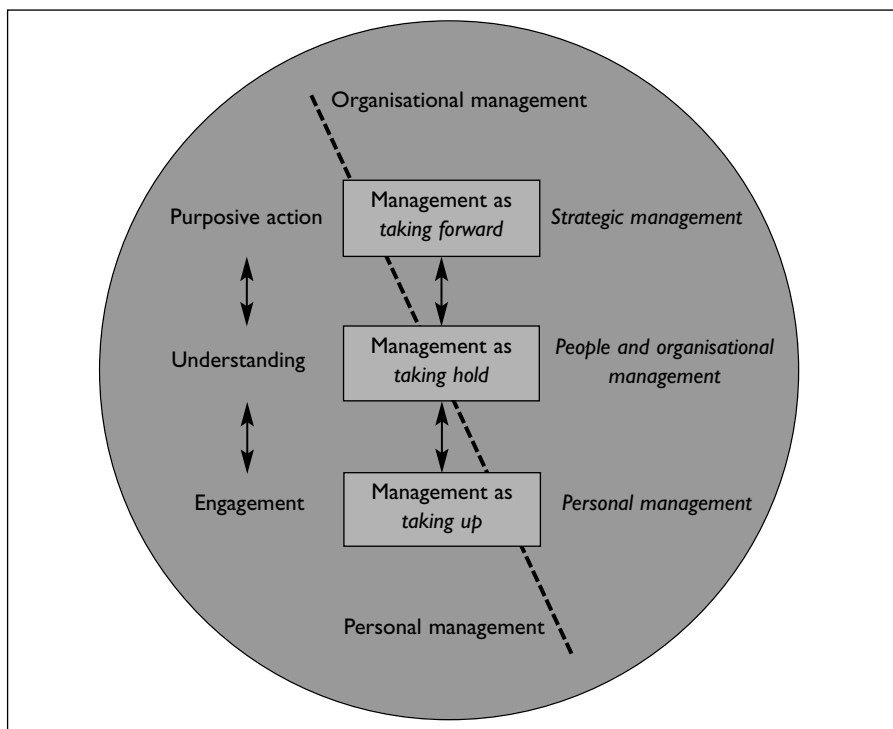 Organisational management
Purposive action
Management as
taking forward
Strategic management
Understanding
Management as
taking hold
People and organisational
management
Engagement
Management as
taking up
Personal management
Personal management